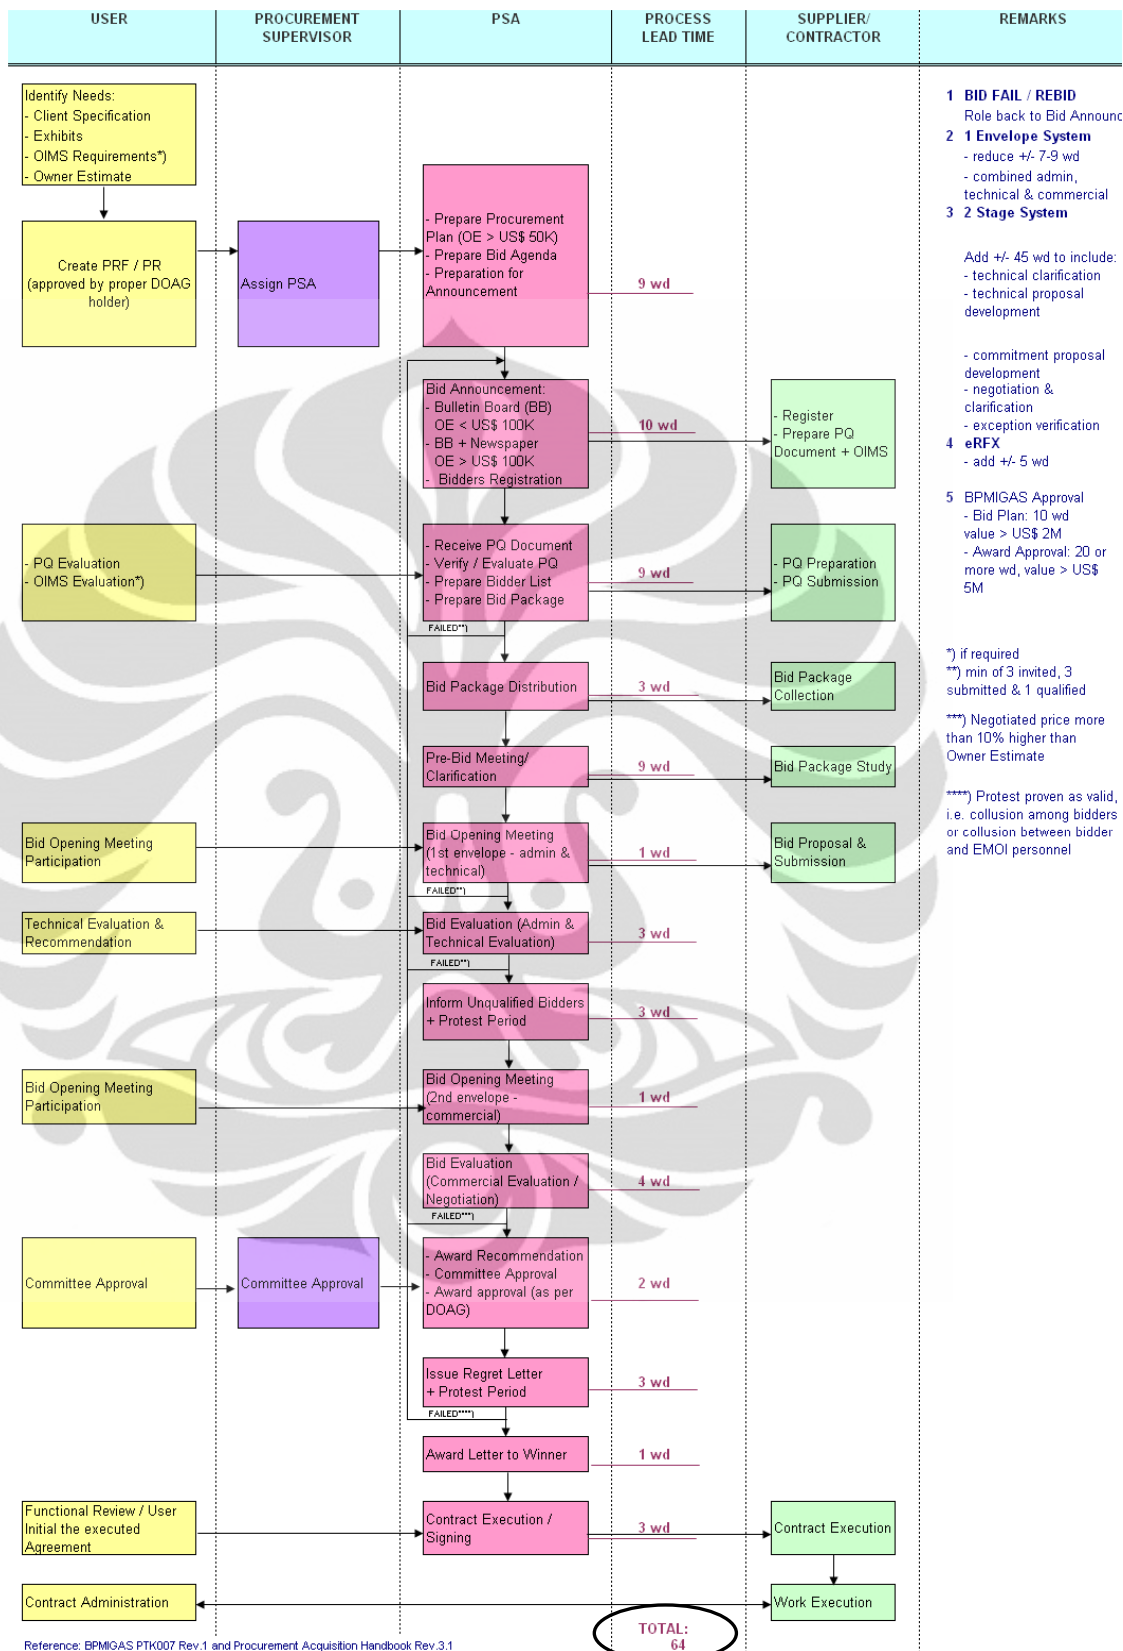 USER
PROCUREMENT
SUPERVISOR
PSA
PROCESS
LEAD TIME
SUPPLIER/
CONTRACTOR
REMARKS
Identify Needs:
- Client Specification
- Exhibits
- OIMS Requirements*)
- Owner Estimate
Create PRF / PR
(approved by proper DOAG
holder)
Assign PSA
- Prepare Procurement
Plan (OE > US$ 50K)
- Prepare Bid Agenda
- Preparation for
Announcement
9 wd
Bid Announcement:
- Bulletin Board (BB)
OE < US$ 100K
- BB + Newspaper
OE > US$ 100K
- Bidders Registration
10 wd
- Register
- Prepare PQ
Document + OIMS
- PQ Evaluation
- OIMS Evaluation*)
- Receive PQ Document
- Verify / Evaluate PQ
- Prepare Bidder List
- Prepare Bid Package
9 wd
- PQ Preparation
- PQ Submission
FAILED**)
Bid Package Distribution
3 wd
Bid Package
Collection
Pre-Bid Meeting/
Clarification
9 wd
Bid Package Study
Bid Opening Meeting
Participation
Bid Opening Meeting
(1st envelope - admin &
technical)
1 wd
Bid Proposal &
Submission
FAILED**)
Technical Evaluation &
Recommendation
Bid Evaluation (Admin &
Technical Evaluation)
3 wd
FAILED**)
Inform Unqualified Bidders
+ Protest Period
3 wd
Bid Opening Meeting
Participation
Bid Opening Meeting
(2nd envelope -
commercial)
1 wd
Bid Evaluation
(Commercial Evaluation /
Negotiation)
4 wd
FAILED***)
Committee Approval
Committee Approval
- Award Recommendation
- Committee Approval
- Award approval (as per
DOAG)
2 wd
Issue Regret Letter
+ Protest Period
3 wd
FAILED****)
Award Letter to Winner
1 wd
Functional Review / User
Initial the executed
Agreement
Contract Execution /
Signing
3 wd
Contract Execution
Contract Administration
Work Execution
TOTAL:
64
Reference: BPMIGAS PTK007 Rev.1 and Procurement Acquisition Handbook Rev.3.1
1 BID FAIL / REBID
Role back to Bid Announc
2 1 Envelope System
- reduce +/- 7-9 wd
- combined admin,
technical & commercial
3 2 Stage System
Add +/- 45 wd to include:
- technical clarification
- technical proposal
development
- commitment proposal
development
- negotiation &
clarification
- exception verification
4 eRFX
- add +/- 5 wd
5 BPMIGAS Approval
- Bid Plan: 10 wd
value > US$ 2M
- Award Approval: 20 or
more wd, value > US$
5M
*) if required
**) min of 3 invited, 3
submitted & 1 qualified
***) Negotiated price more
than 10% higher than
Owner Estimate
****) Protest proven as valid,
i.e. collusion among bidders
or collusion between bidder
and EMOI personnel